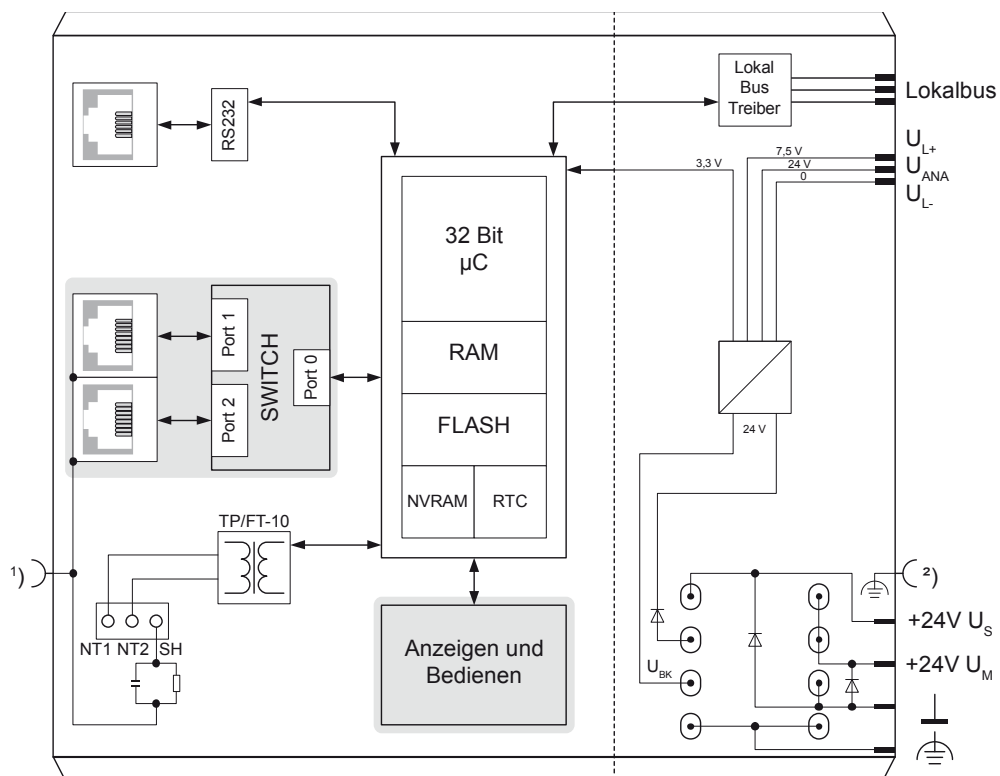 Lokal
Bus
Treiber
Lokalbus
RS232
7,5 V
U L+
3,3 V
24 V
U ANA
0
U L-
32 Bit
µC
Port 1
SWITCH
Port 0
RAM
Port 2
FLASH
24 V
NVRAM
RTC
TP/FT-10
1)
2)
+24V U S
NT1 NT2 SH
Anzeigen und
Bedienen
U BK
+24V U M